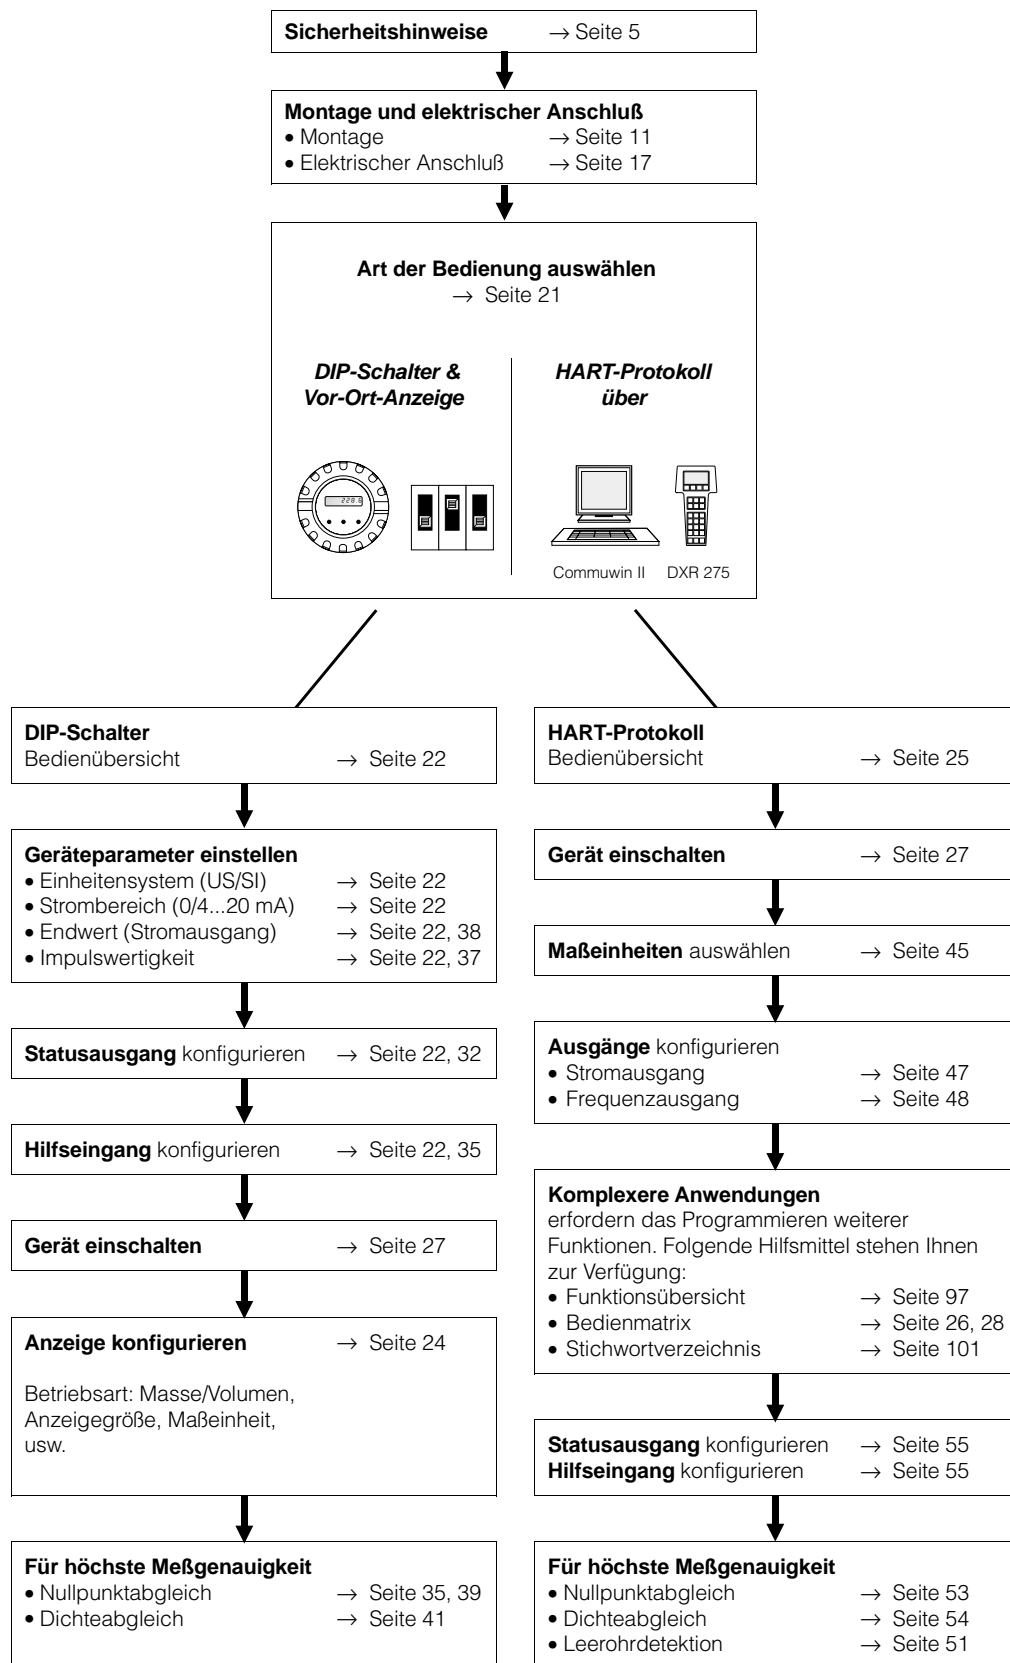 Sicherheitshinweise → Seite 5
Montage und elektrischer Anschluß
• Montage → Seite 11
• Elektrischer Anschluß → Seite 17
Art der Bedienung auswählen
→ Seite 21
DIP-Schalter &
Vor-Ort-Anzeige
HART-Protokoll
über
228.6
Commuwin II DXR 275
DIP-Schalter
Bedienübersicht → Seite 22
Geräteparameter einstellen
• Einheitensystem (US/SI) → Seite 22
• Strombereich (0/4...20 mA) → Seite 22
• Endwert (Stromausgang) → Seite 22, 38
• Impulswertigkeit → Seite 22, 37
Statusausgang konfigurieren → Seite 22, 32
Hilfseingang konfigurieren → Seite 22, 35
Gerät einschalten → Seite 27
Anzeige konfigurieren → Seite 24
Betriebsart: Masse/Volumen,
Anzeigegröße, Maßeinheit,
usw.
Für höchste Meßgenauigkeit
• Nullpunktabgleich → Seite 35, 39
• Dichteabgleich → Seite 41
HART-Protokoll
Bedienübersicht → Seite 25
Gerät einschalten → Seite 27
Maßeinheiten auswählen → Seite 45
Ausgänge konfigurieren
• Stromausgang → Seite 47
• Frequenzausgang → Seite 48
Komplexere Anwendungen
erfordern das Programmieren weiterer
Funktionen. Folgende Hilfsmittel stehen Ihnen
zur Verfügung:
• Funktionsübersicht → Seite 97
• Bedienmatrix → Seite 26, 28
• Stichwortverzeichnis → Seite 101
Statusausgang konfigurieren → Seite 55
Hilfseingang konfigurieren → Seite 55
Für höchste Meßgenauigkeit
• Nullpunktabgleich → Seite 53
• Dichteabgleich → Seite 54
• Leerohrdetektion → Seite 51